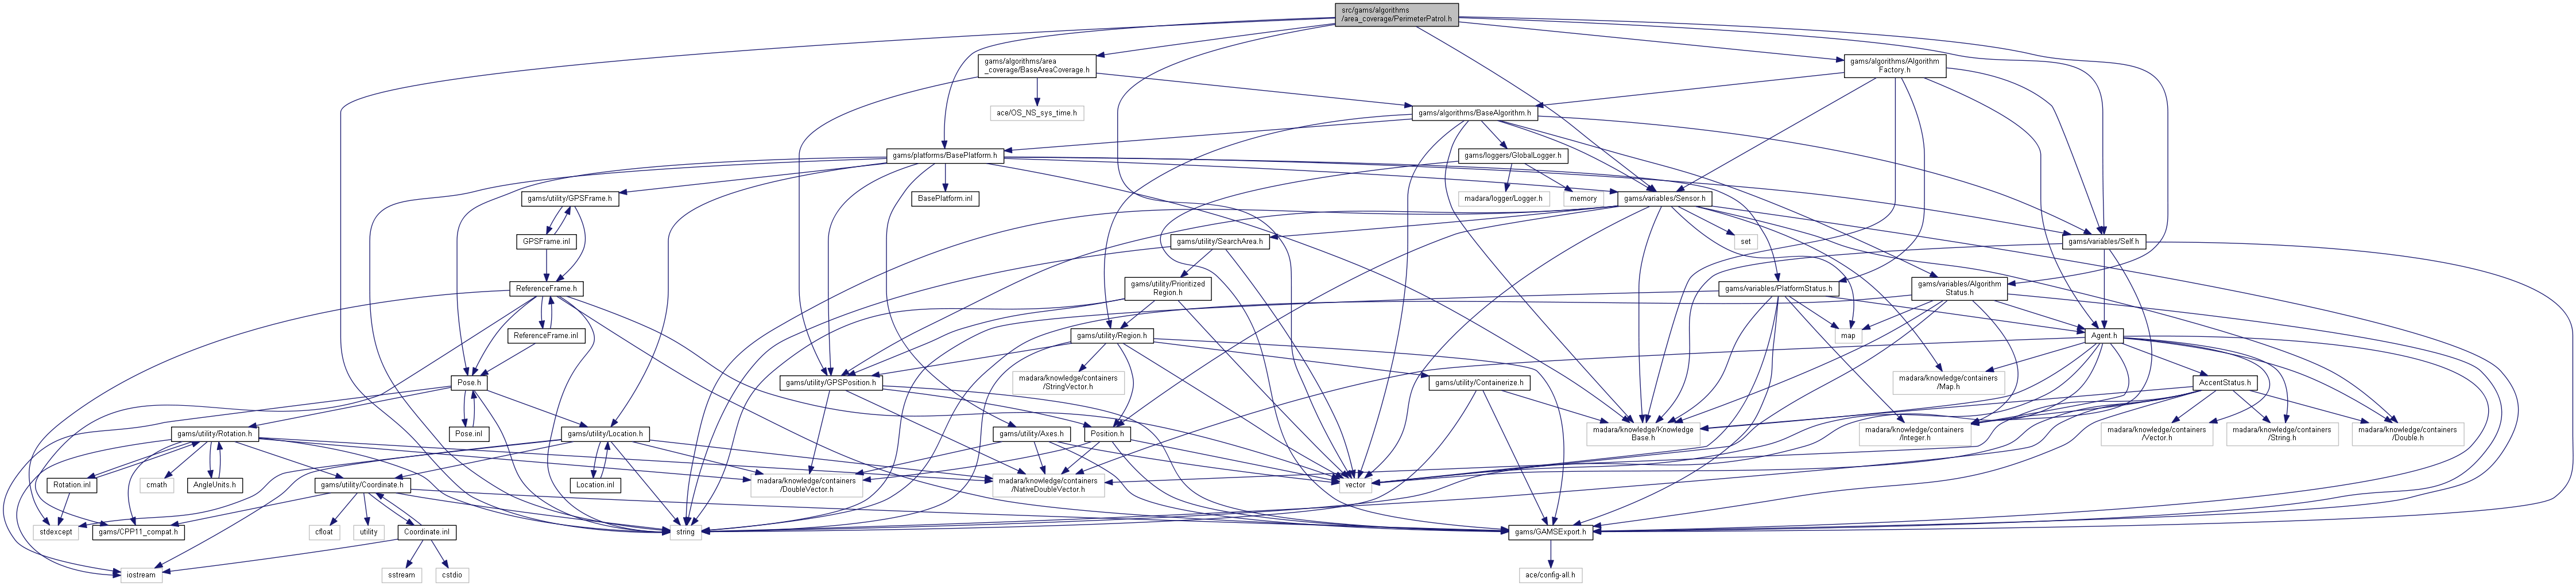 src/gams/algorithms
/area_coverage/PerimeterPatrol.h
gams/algorithms/area
_coverage/BaseAreaCoverage.h
gams/algorithms/Algorithm
Factory.h
ace/OS_NS_sys_time.h
gams/algorithms/BaseAlgorithm.h
gams/platforms/BasePlatform.h
gams/loggers/GlobalLogger.h
gams/utility/GPSFrame.h
BasePlatform.inl
madara/logger/Logger.h
memory
gams/variables/Sensor.h
GPSFrame.inl
gams/utility/SearchArea.h
set
gams/variables/Self.h
ReferenceFrame.h
gams/utility/Prioritized
Region.h
gams/variables/PlatformStatus.h
gams/variables/Algorithm
Status.h
ReferenceFrame.inl
gams/utility/Region.h
map
Agent.h
Pose.h
gams/utility/GPSPosition.h
madara/knowledge/containers
/StringVector.h
gams/utility/Containerize.h
madara/knowledge/containers
/Map.h
AccentStatus.h
gams/utility/Rotation.h
Pose.inl
gams/utility/Location.h
gams/utility/Axes.h
Position.h
madara/knowledge/Knowledge
Base.h
madara/knowledge/containers
/Integer.h
madara/knowledge/containers
/Vector.h
madara/knowledge/containers
/String.h
madara/knowledge/containers
/Double.h
Rotation.inl
cmath
AngleUnits.h
gams/utility/Coordinate.h
Location.inl
madara/knowledge/containers
/DoubleVector.h
madara/knowledge/containers
/NativeDoubleVector.h
vector
stdexcept
gams/CPP11_compat.h
cfloat
utility
Coordinate.inl
string
gams/GAMSExport.h
iostream
sstream
cstdio
ace/config-all.h